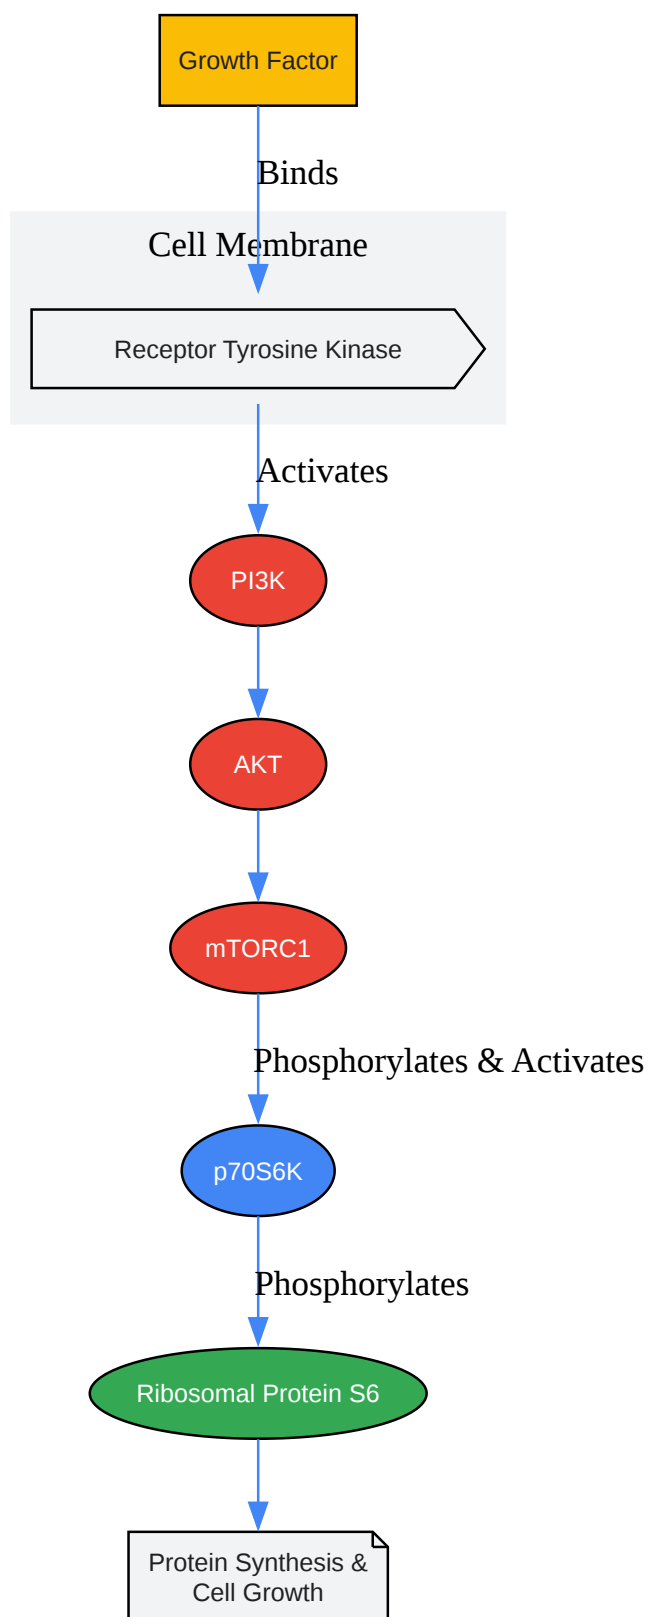 Growth Factor
Binds
Cell Membrane
Receptor Tyrosine Kinase
Activates
PI3K
AKT
mTORC1
Phosphorylates & Activates
p70S6K
Phosphorylates
Ribosomal Protein S6
Protein Synthesis &
Cell Growth